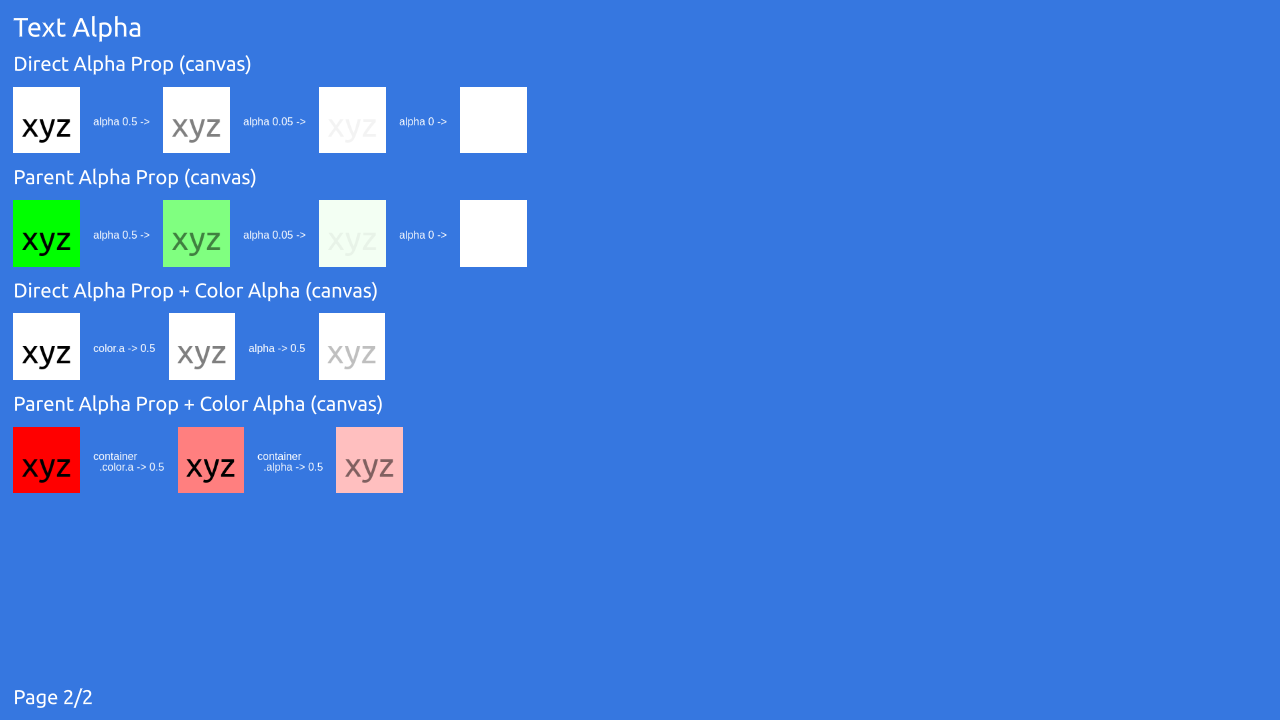 Text Alpha
Direct Alpha Prop (canvas)
xyz alpha 0.5 -> xyz alpha 0.05 -> xyz alpha 0 ->
Parent Alpha Prop (canvas)
xyz alpha 0.5 -> xyz alpha 0.05 -> xyz alpha 0 ->
Direct Alpha Prop + Color Alpha (canvas)
xyz color.a -> 0.5 xyz alpha -> 0.5 xyz
Parent Alpha Prop + Color Alpha (canvas)
xyz container
.color.a -> 0.5 xyz container
.alpha -> 0.5 xyz
Page 2/2